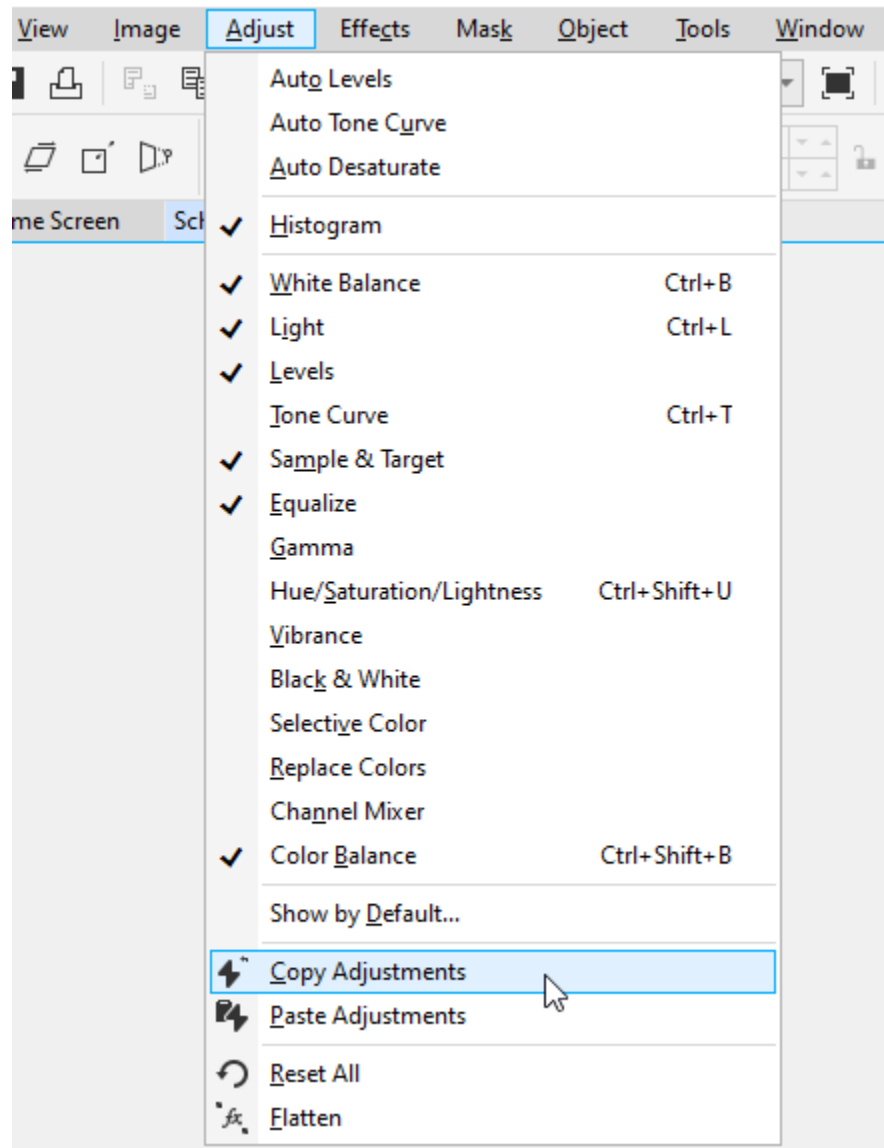 View Image Adjust Effects Mask Object Tools Window
Auto Levels
Auto Tone Curve
Auto Desaturate
me Screen Sch
Histogram
White Balance Ctrl+B
Light Ctrl+L
Levels
Tone Curve Ctrl+T
Sample & Target
Equalize
Gamma
Hue/Saturation/Lightness Ctrl+Shift+U
Vibrance
Black & White
Selective Color
Replace Colors
Channel Mixer
Color Balance Ctrl+Shift+B
Show by Default...
Copy Adjustments
Paste Adjustments
Reset All
fx Flatten